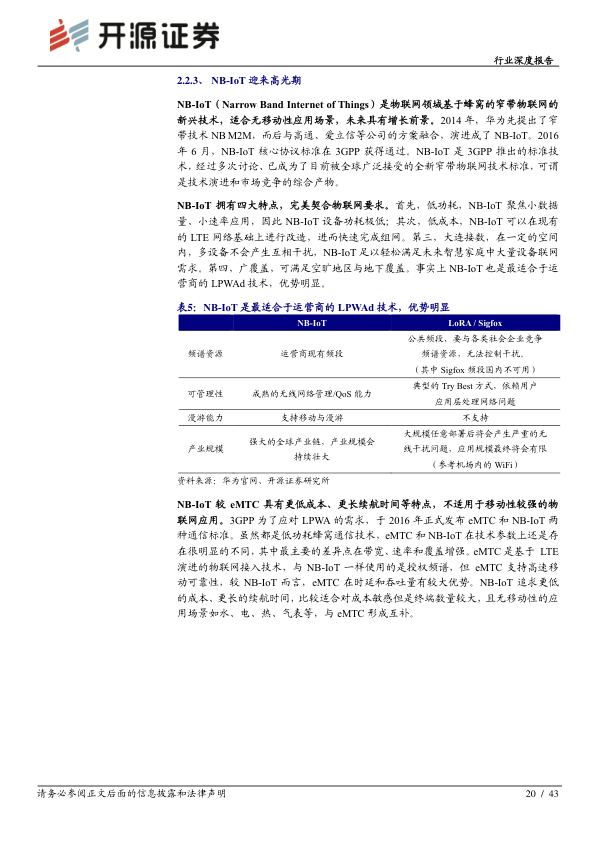 开源证券
行业深度报告
2.2.3、 NB-IoT 迎来高光期
NB-IoT（Narrow Band Internet of Things）是物联网领域基于蜂窝的窄带物联网的
新兴技术，适合无移动性应用场景，未来具有增长前景。2014 年，华为先提出了窄
带技术 NB M2M，而后与高通、爱立信等公司的方案融合，演进成了 NB-IoT。2016
年 6 月，NB-IoT 核心协议标准在 3GPP 获得通过。NB-IoT 是 3GPP 推出的标准技
术，经过多次讨论，已成为了目前被全球广泛接受的全新窄带物联网技术标准，可谓
是技术演进和市场竞争的综合产物。
NB-IoT 拥有四大特点，完美契合物联网要求。首先，低功耗，NB-IoT 聚焦小数据
量、小速率应用，因此 NB-IoT 设备功耗极低；其次，低成本，NB-IoT 可以在现有
的 LTE 网络基础上进行改造，进而快速完成组网。第三，大连接数，在一定的空间
内，多设备不会产生互相干扰，NB-IoT 足以轻松满足未来智慧家庭中大量设备联网
需求。第四，广覆盖，可满足空旷地区与地下覆盖。事实上 NB-IoT 也是最适合于运
营商的 LPWAd 技术，优势明显。
表5：NB-IoT 是最适合于运营商的 LPWAd 技术，优势明显
NB-IoT LoRA / Sigfox
频谱资源 运营商现有频段 公共频段，要与各类社会企业竞争
频谱资源，无法控制干扰。
（其中 Sigfox 频段国内不可用）
可管理性 成熟的无线网络管理/QoS 能力 典型的 Try Best 方式，依赖用户
应用层处理网络问题
漫游能力 支持移动与漫游 不支持
产业规模 强大的全球产业链，产业规模会
持续壮大 大规模任意部署后将会产生严重的无
线干扰问题，应用规模最终将会有限
（参考机场内的 WiFi）
资料来源：华为官网、开源证券研究所
NB-IoT 较 eMTC 具有更低成本、更长续航时间等特点，不适用于移动性较强的物
联网应用。3GPP 为了应对 LPWA 的需求，于 2016 年正式发布 eMTC 和 NB-IoT 两
种通信标准。虽然都是低功耗蜂窝通信技术，eMTC 和 NB-IoT 在技术参数上还是存
在很明显的不同，其中最主要的差异点在带宽、速率和覆盖增强。eMTC 是基于 LTE
演进的物联网接入技术，与 NB-IoT 一样使用的是授权频谱，但 eMTC 支持高速移
动可靠性，较 NB-IoT 而言，eMTC 在时延和吞吐量有较大优势。NB-IoT 追求更低
的成本、更长的续航时间，比较适合对成本敏感但是终端数量较大，且无移动性的应
用场景如水、电、热、气表等，与 eMTC 形成互补。
请务必参阅正文后面的信息披露和法律声明
20 / 43